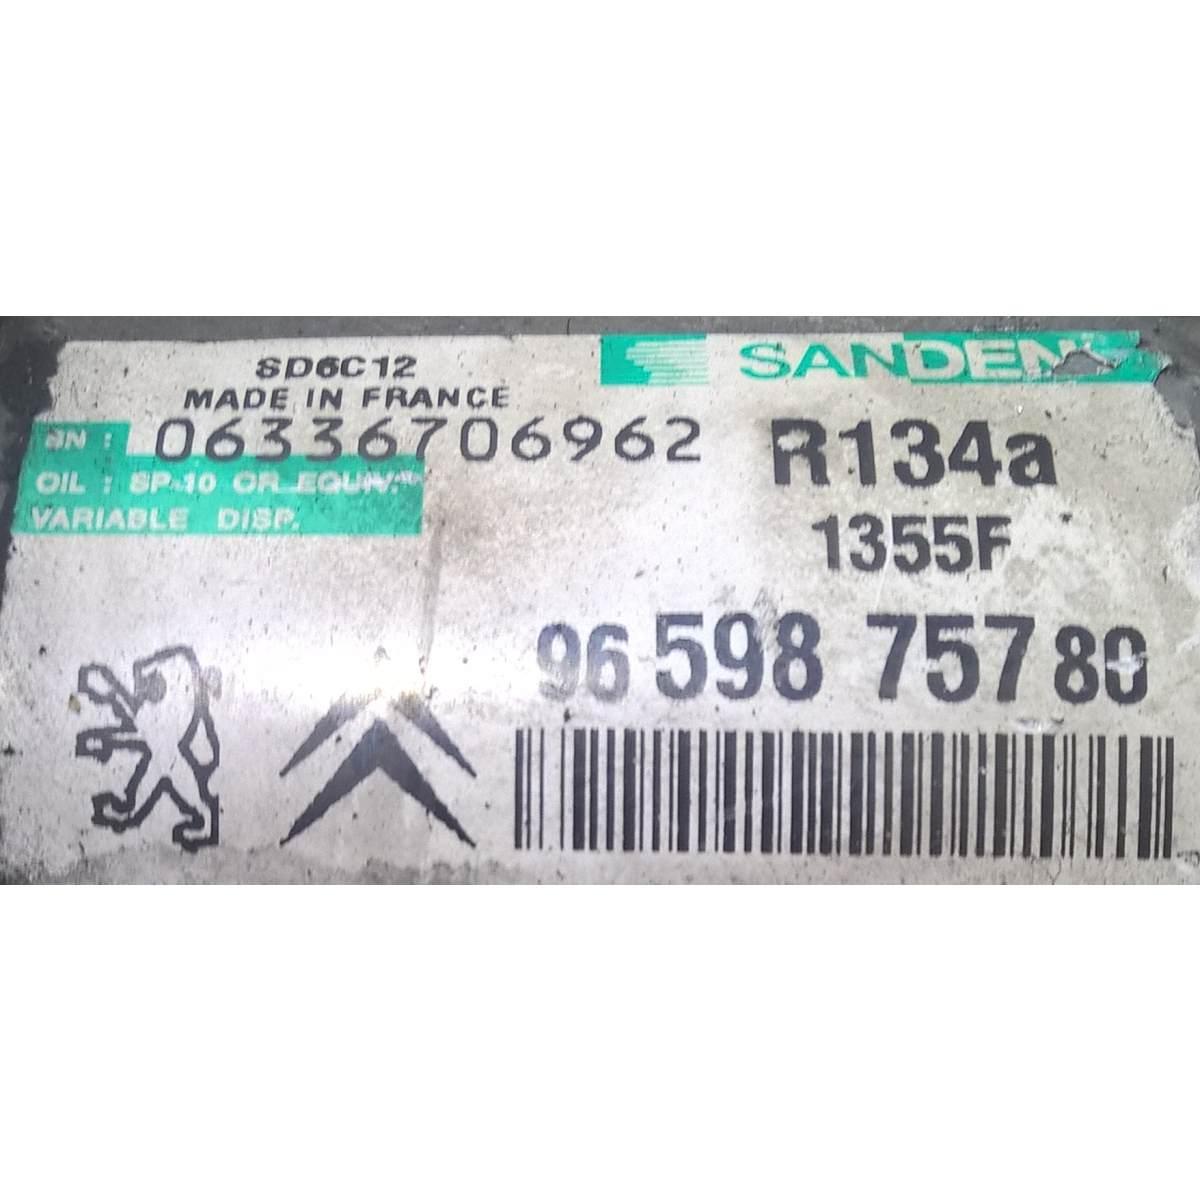 SANDEN
SD6C12
MADE IN FRANCE
SN : 06336706962
R134a
OIL : SP-10 OR EQUIV.
VARIABLE DISP.
1355F
96 598 757 80